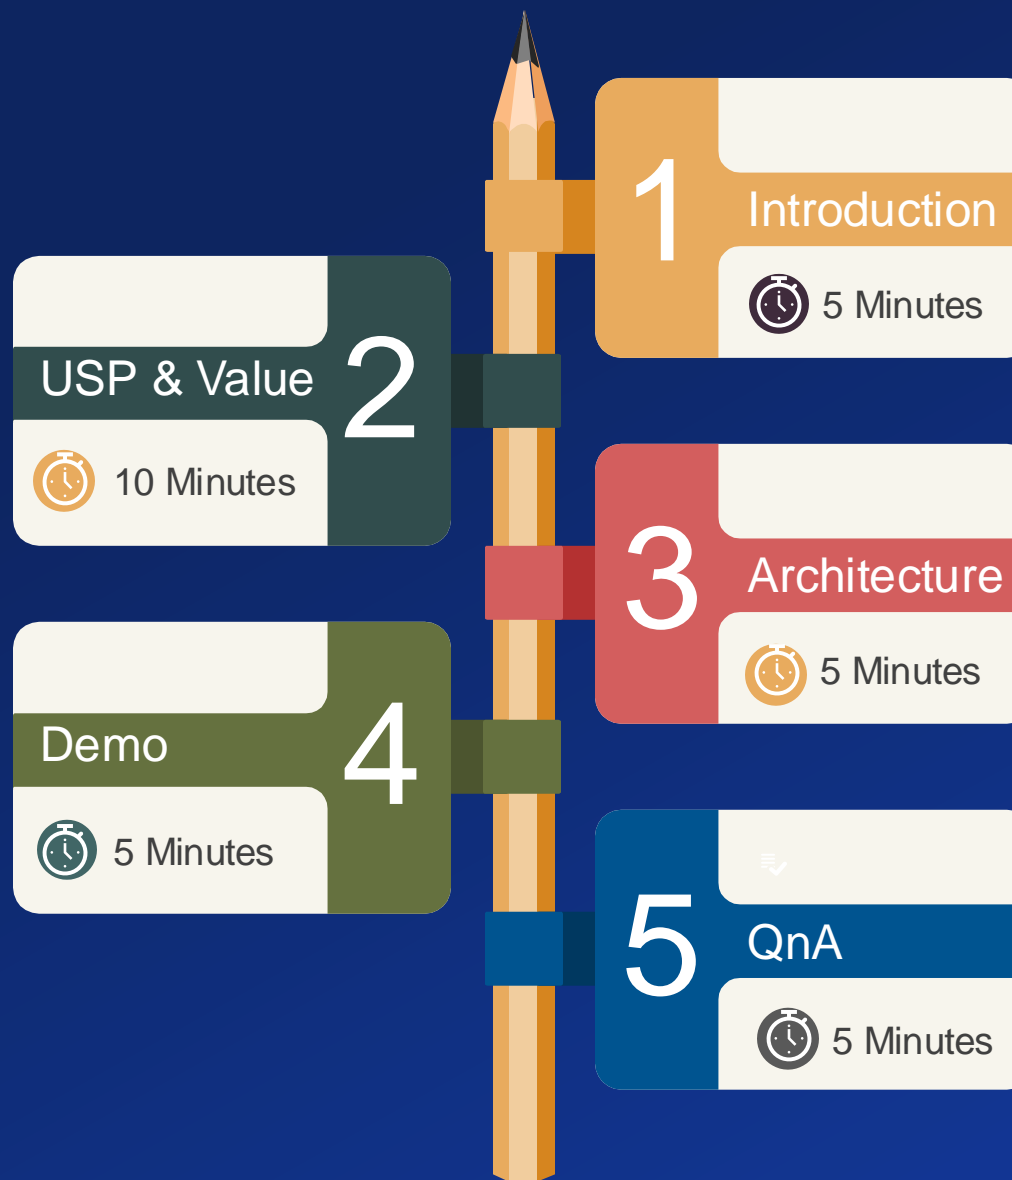 1
Introduction
5 Minutes
2
USP & Value
10 Minutes
3
Architecture
5 Minutes
4
Demo
5 Minutes
5
QnA
5 Minutes